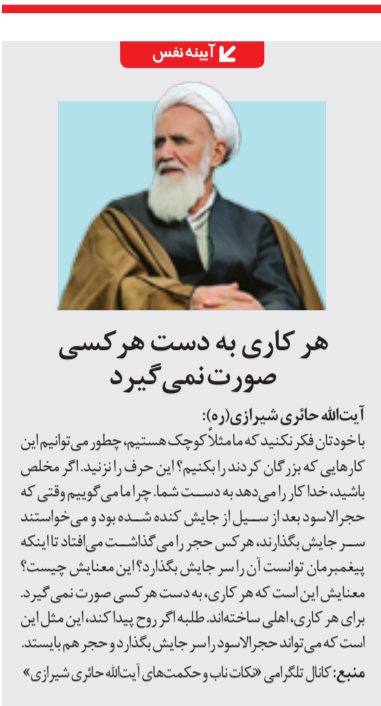 آیینه نفس
هر کاری به دست هر کسی
صورت نمی‌گیرد
آیت‌الله حائری شیرازی(ره):
با خودتان فکر نکنید که ما مثلاً کوچک هستیم، چطور می‌توانیم این
کارهایی که بزرگان کردند را بکنیم؟ این حرف را نزنید. اگر مخلص
باشید، خدا کار را می‌دهد به دست شما. چرا ما می‌گوییم وقتی که
حجرالاسود بعد از سیل از جایش کنده شده بود و می‌خواستند
سر جایش بگذارند، هر کس حجر را می‌گذاشت می‌افتاد تا اینکه
پیغمبرمان توانست آن را سر جایش بگذارد؟ این معنایش چیست؟
معنایش این است که هر کاری، به دست هر کسی صورت نمی گیرد.
برای هر کاری، اهلی ساخته‌اند. طلبه اگر روح پیدا کند، این مثل این
است که می‌تواند حجرالاسود را سر جایش بگذارد و حجر هم بایستد.
منبع: کانال تلگرامی «نکات ناب و حکمت‌های آیت‌الله حائری شیرازی»